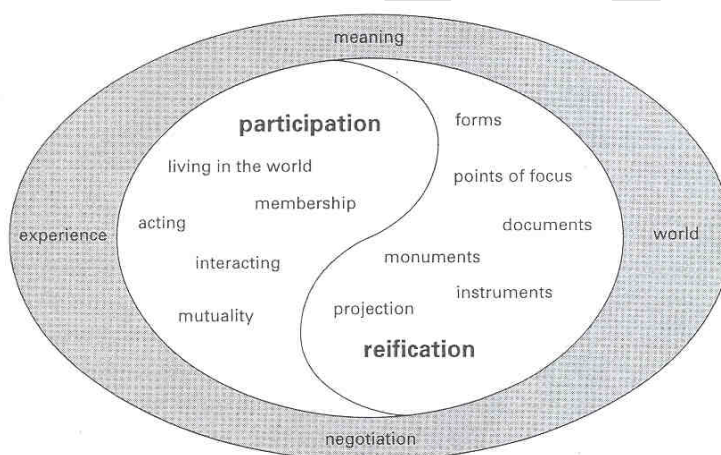 meaning
participation
forms
living in the world
points of focus
membership
acting
documents
experience
world
interacting
monuments
instruments
mutuality
projection
reification
negotiation